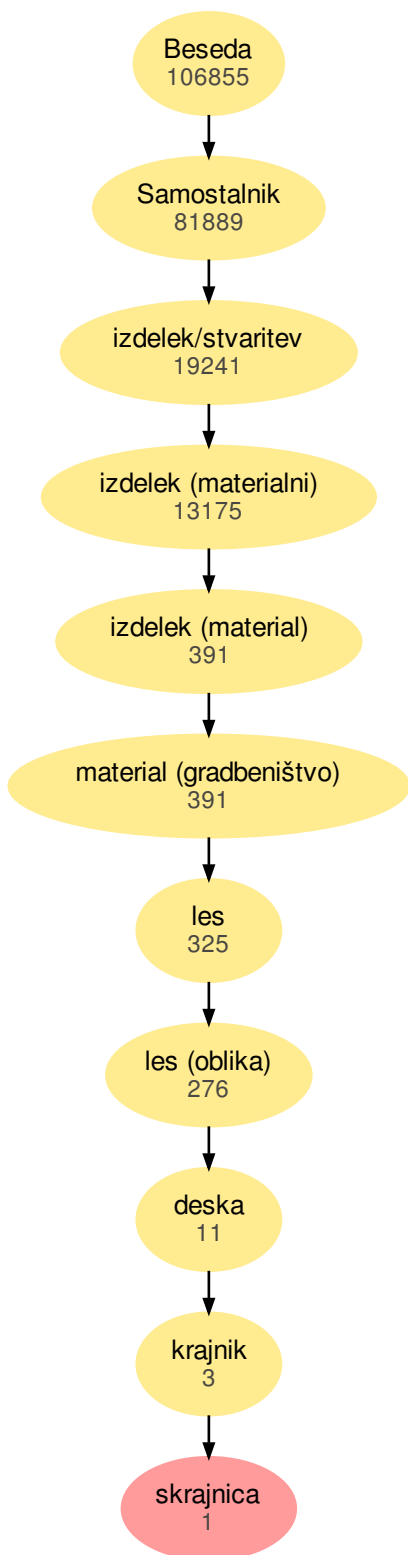 Beseda
106855
Samostalnik
81889
izdelek/stvaritev
19241
izdelek (materialni)
13175
izdelek (material)
391
material (gradbeništvo)
391
les
325
les (oblika)
276
deska
11
krajnik
3
skrajnica
1